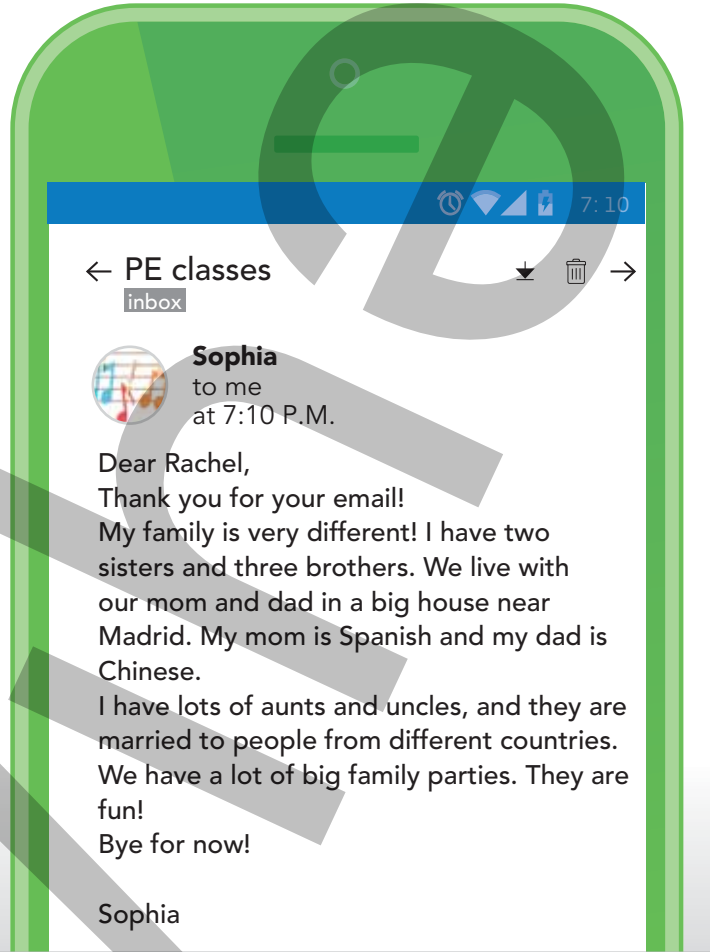 7:10
PE classes
inbox
Sophia
to me
at 7:10 P.M.
Dear Rachel,
Thank you for your email!
My family is very different! I have two
sisters and three brothers. We live with
our mom and dad in a big house near
Madrid. My mom is Spanish and my dad is
Chinese.
I have lots of aunts and uncles, and they are
married to people from different countries.
We have a lot of big family parties. They are
fun!
Bye for now!
Sophia